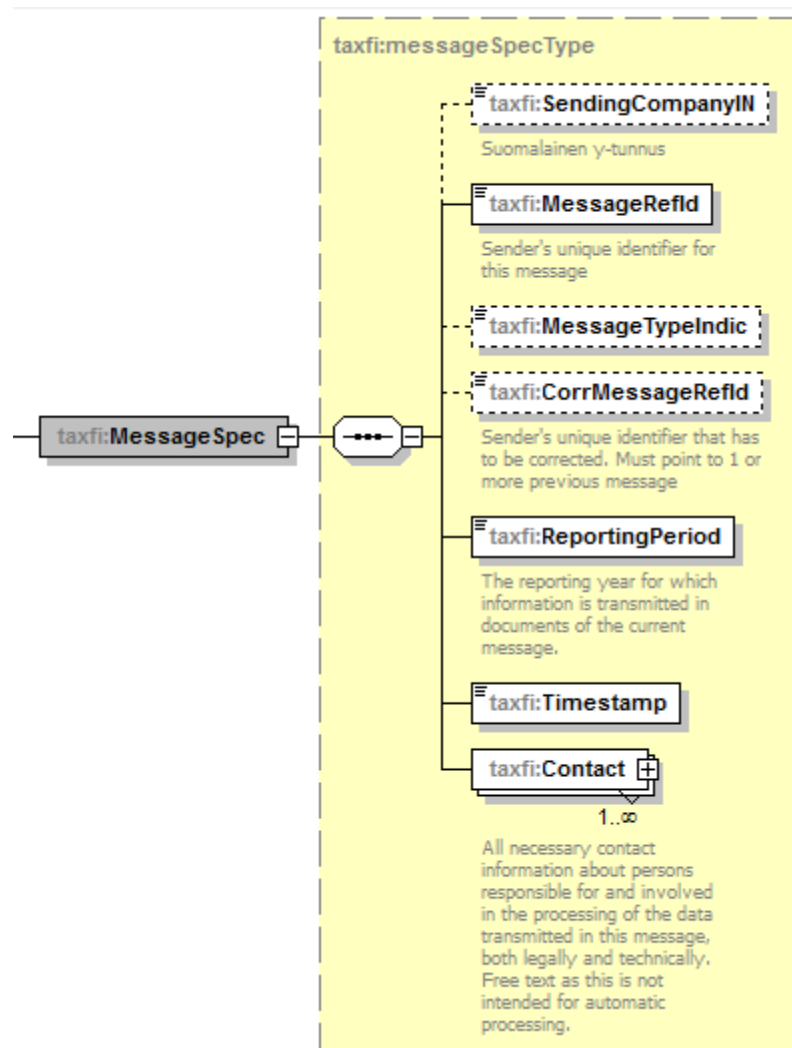 taxfi:messageSpecType
taxfi:SendingCompanyIN
Suomalainen y-tunnus
taxfi:MessageRefId
Sender's unique identifier for
this message
taxfi:MessageTypeIndic
taxfi:CorrMessageRefId
taxfi:MessageSpec
Sender's unique identifier that has
to be corrected. Must point to 1 or
more previous message
taxfi:ReportingPeriod
The reporting year for which
information is transmitted in
documents of the current
message.
taxfi:Timestamp
taxfi:Contact
1..∞
All necessary contact
information about persons
responsible for and involved
in the processing of the data
transmitted in this message,
both legally and technically.
Free text as this is not
intended for automatic
processing.